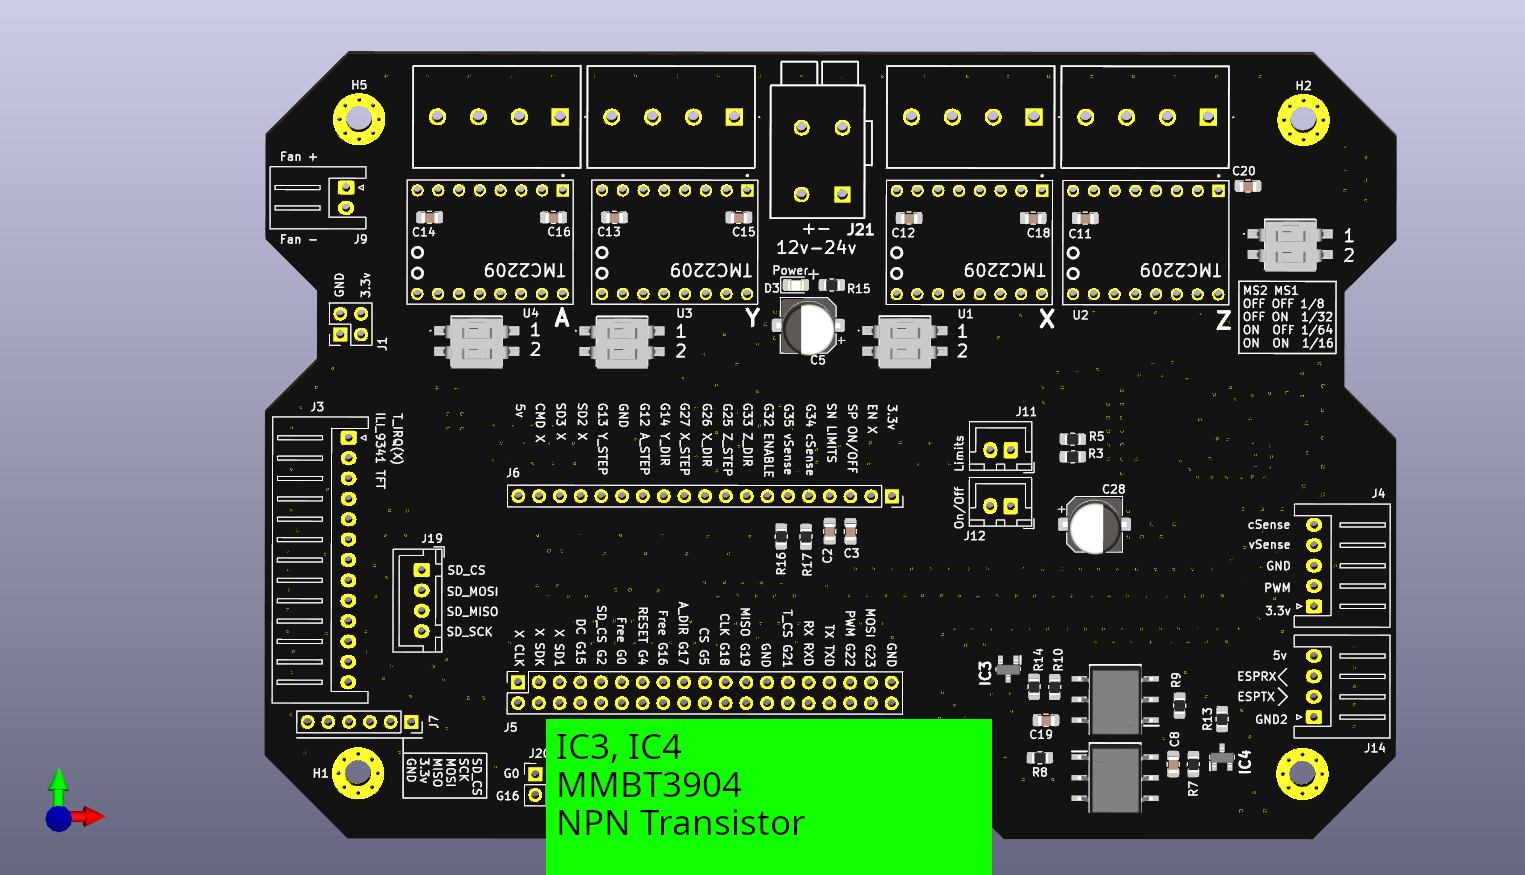 H5
H2
Fan +
Fan -
J9
C14
C16
C13
C15
C12
C18
C11
C20
TMC2209
TMC2209
TMC2209
TMC2209
+-
J21
12v-24v
Power
+
D3
R15
C5
+
GND
3.3v
J1
U4
A
1
2
U3
Y
1
2
U1
X
1
2
U2
Z
1
2
MS2 MS1
OFF OFF 1/8
OFF ON 1/32
ON OFF 1/64
ON ON 1/16
J3
T_IRQ(X)
ILI_9341 TFT
5v
CMD X
SD3 X
SD2 X
G13 Y_STEP
GND
G12 A_STEP
G14 Y_DIR
G27 X_STEP
G26 X_DIR
G25 Z_STEP
G33 Z_DIR
G32 ENABLE
G35 vSense
G34 cSense
SN LIMITS
SP ON/OFF
EN X
3.3v
J6
J11
Limits
On/Off
J12
R5
R3
C28
+
R16
R17
C2
C3
J19
SD_CS
SD_MOSI
SD_MISO
SD_SCK
J4
cSense
vSense
GND
PWM
3.3v
X CLK
X SDK
X SD1
DC G15
SD_CS G2
Free G0
RESET G4
Free G16
A_DIR G17
CS G5
CLK G18
MISO G19
GND
T_CS G21
RX RXD
TX TXD
PWM G22
MOSI G23
GND
J5
J7
H1
GND
3.3v
MISO
MOSI
SCK
SD_CS
J20
G0
G16
IC3
R14
R10
C19
R8
R9
R13
C8
R7
IC4
5v
ESPRX
ESPTX
GND2
J14
IC3, IC4
MMBT3904
NPN Transistor